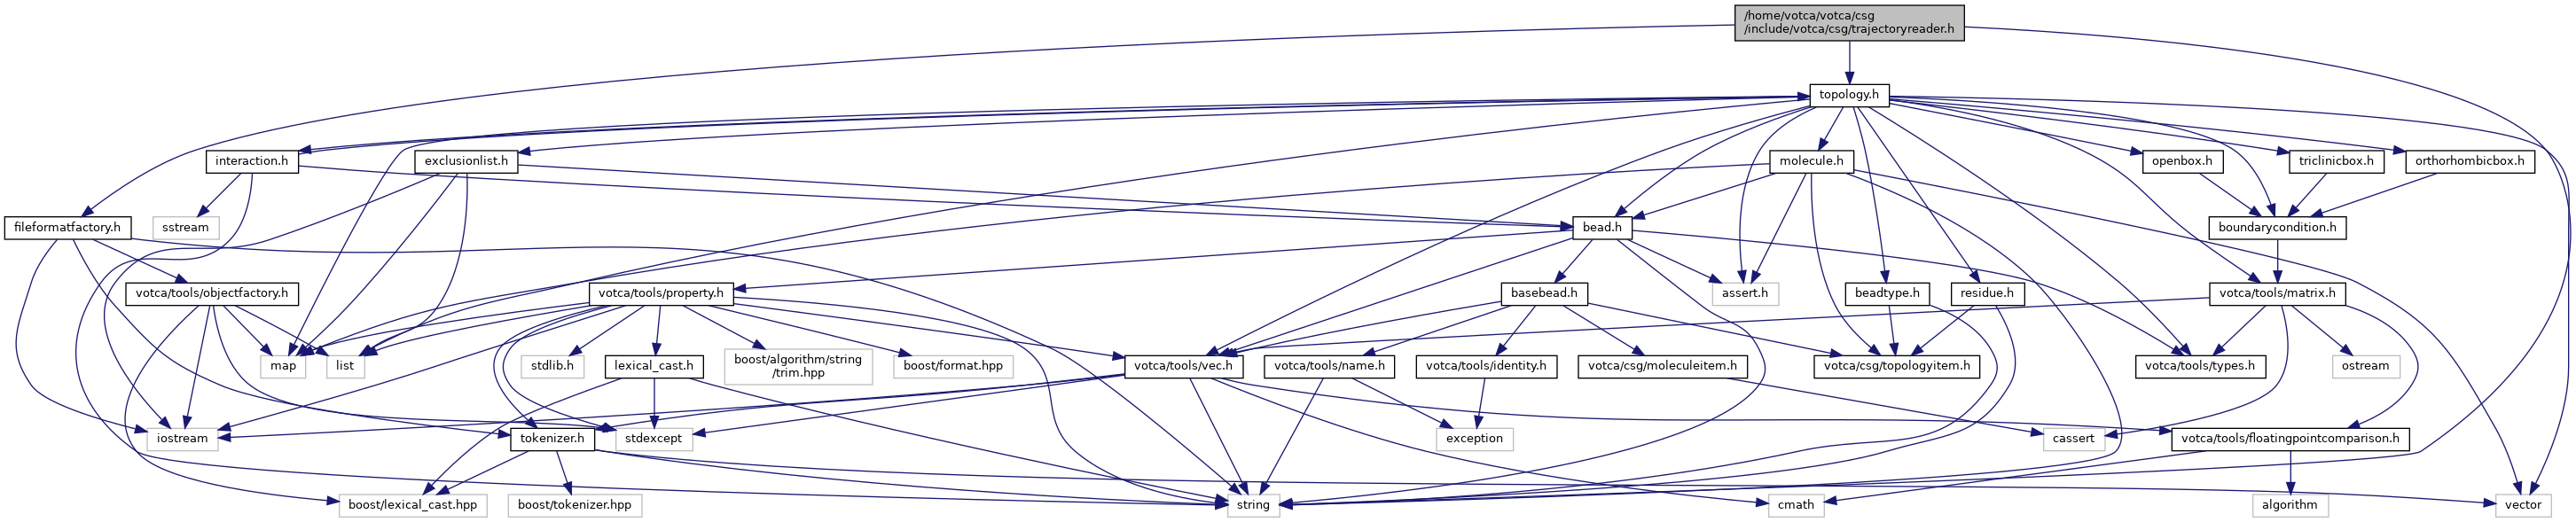 /home/votca/votca/csg
/include/votca/csg/trajectoryreader.h
topology.h
interaction.h
exclusionlist.h
molecule.h
openbox.h
triclinicbox.h
orthorhombicbox.h
fileformatfactory.h
sstream
bead.h
boundarycondition.h
votca/tools/objectfactory.h
votca/tools/property.h
basebead.h
assert.h
beadtype.h
residue.h
votca/tools/matrix.h
map
list
stdlib.h
lexical_cast.h
boost/algorithm/string
/trim.hpp
boost/format.hpp
votca/tools/vec.h
votca/tools/name.h
votca/tools/identity.h
votca/csg/moleculeitem.h
votca/csg/topologyitem.h
votca/tools/types.h
ostream
iostream
tokenizer.h
stdexcept
exception
cassert
votca/tools/floatingpointcomparison.h
boost/lexical_cast.hpp
boost/tokenizer.hpp
string
cmath
algorithm
vector